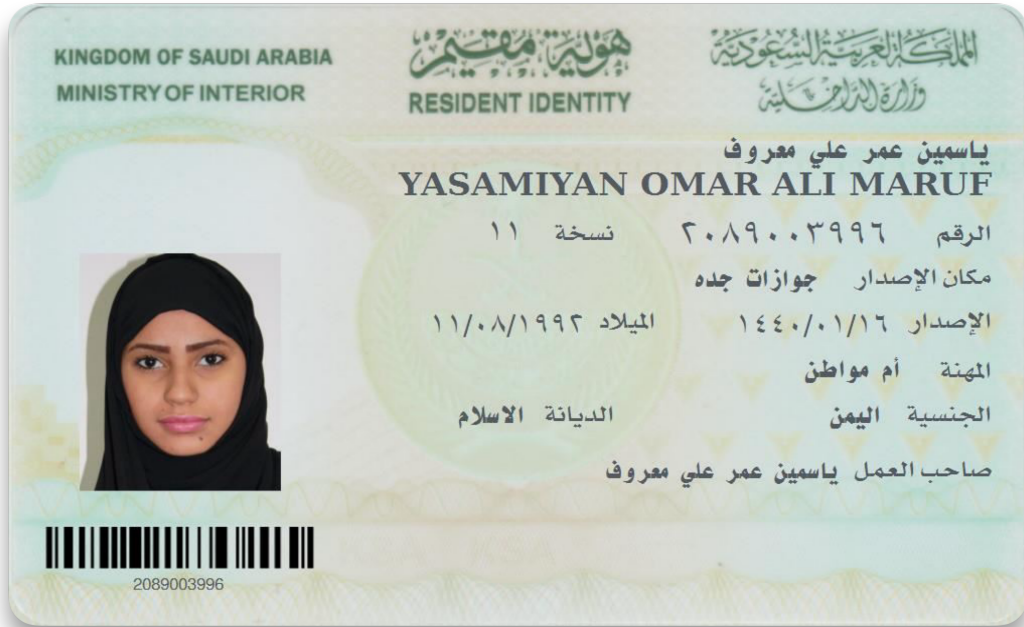 KINGDOM OF SAUDI ARABIA
MINISTRY OF INTERIOR
هوية مقيم
RESIDENT IDENTITY
المملكة العربية السعودية
وزارة الداخلية
ياسمين عمر علي معروف
YASAMIYAN OMAR ALI MARUF
الرقم ٢٠٨٩٠٠٣٩٩٦ نسخة ١١
مكان الإصدار جوازات جده
الإصدار ١٤٤٠/٠١/١٦ الميلاد ١١/٠٨/١٩٩٢
المهنة أم مواطن
الجنسية اليمن الديانة الاسلام
صاحب العمل ياسمين عمر علي معروف
2089003996